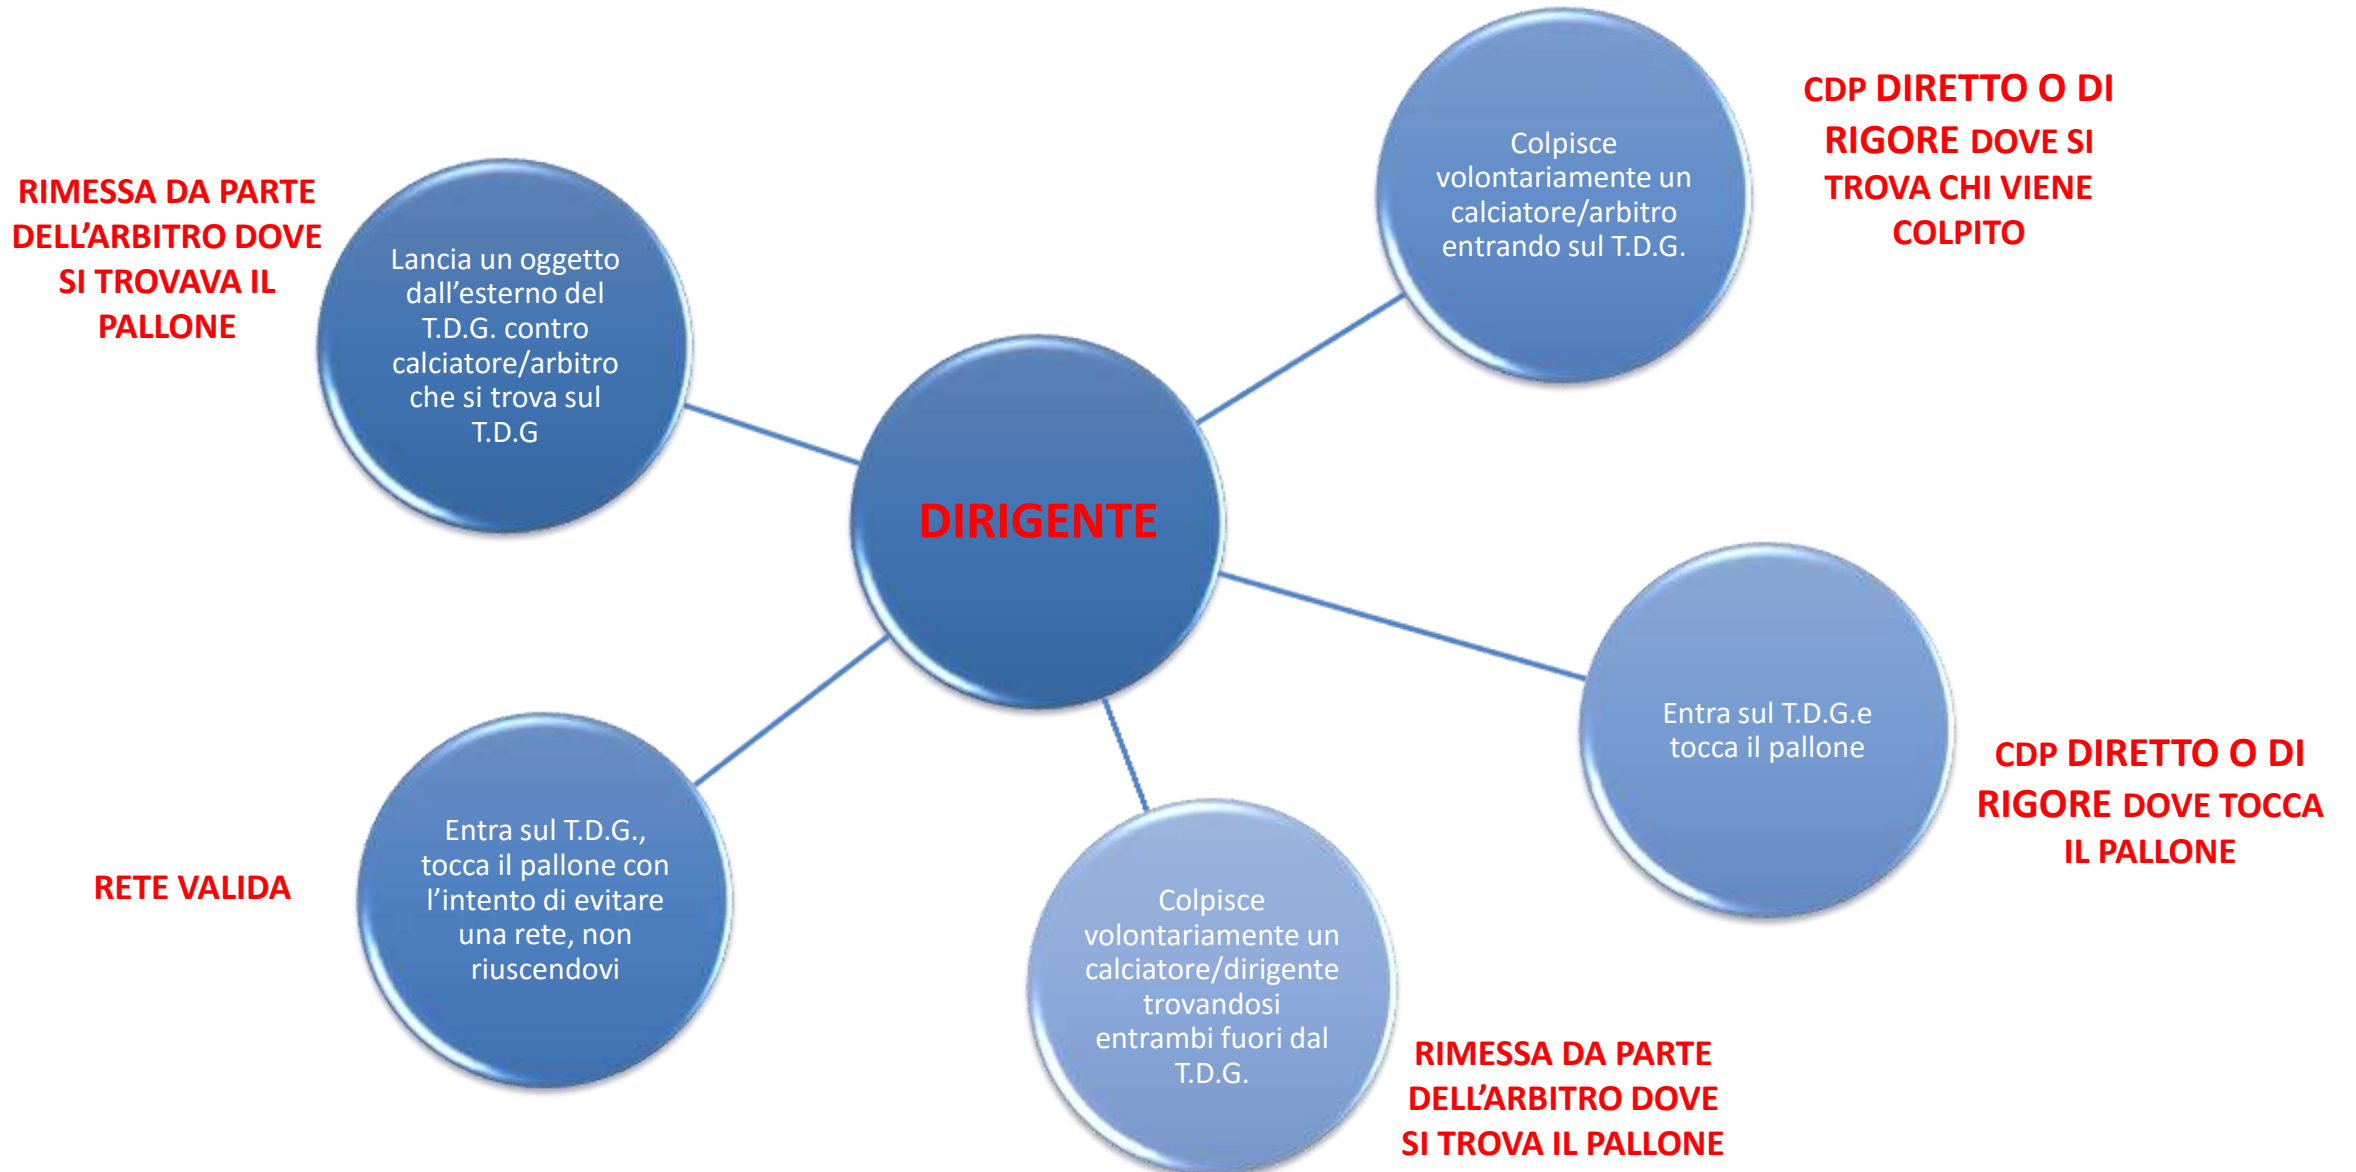 CDP DIRETTO O DI
RIGORE DOVE SI
TROVA CHI VIENE
COLPITO
Colpisce
volontariamente un
calciatore/arbitro
entrando sul T.D.G.
RIMESSA DA PARTE
DELL’ARBITRO DOVE
SI TROVAVA IL
PALLONE
Lancia un oggetto
dall’esterno del
T.D.G. contro
calciatore/arbitro
che si trova sul
T.D.G
DIRIGENTE
Entra sul T.D.G.e
tocca il pallone
CDP DIRETTO O DI
RIGORE DOVE TOCCA
IL PALLONE
RETE VALIDA
Entra sul T.D.G.,
tocca il pallone con
l’intento di evitare
una rete, non
riuscendovi
Colpisce
volontariamente un
calciatore/dirigente
trovandosi
entrambi fuori dal
T.D.G.
RIMESSA DA PARTE
DELL’ARBITRO DOVE
SI TROVA IL PALLONE